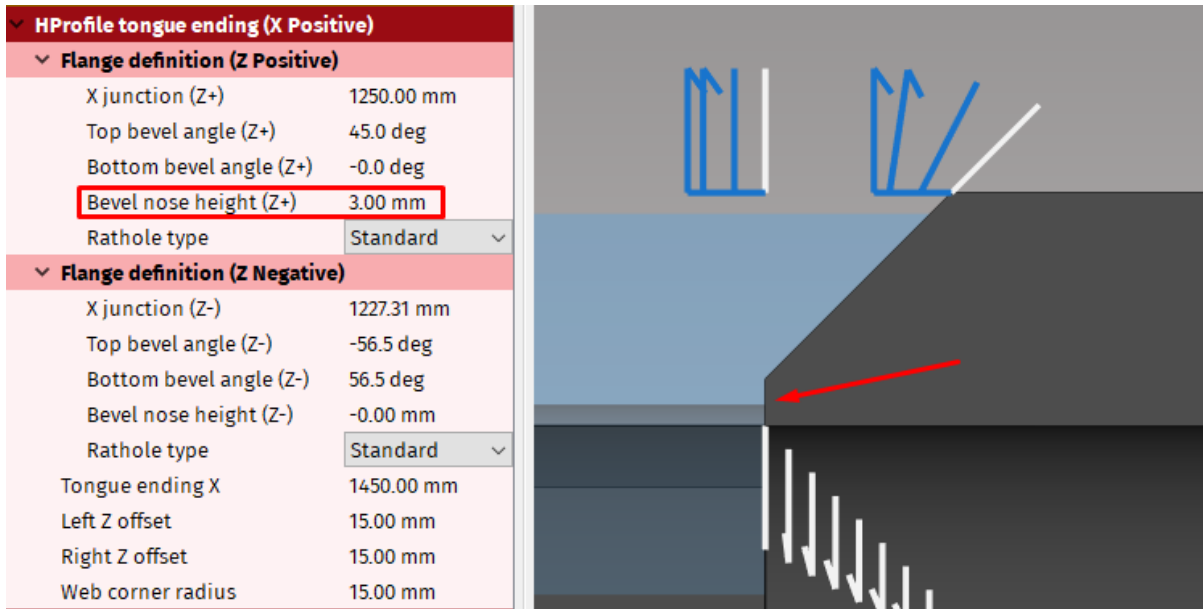 HProfile tongue ending (X Positive)
Flange definition (Z Positive)
X junction (Z+) 1250.00 mm
Top bevel angle (Z+) 45.0 deg
Bottom bevel angle (Z+) -0.0 deg
Bevel nose height (Z+) 3.00 mm
Rathole type Standard
Flange definition (Z Negative)
X junction (Z-) 1227.31 mm
Top bevel angle (Z-) -56.5 deg
Bottom bevel angle (Z-) 56.5 deg
Bevel nose height (Z-) -0.00 mm
Rathole type Standard
Tongue ending X 1450.00 mm
Left Z offset 15.00 mm
Right Z offset 15.00 mm
Web corner radius 15.00 mm